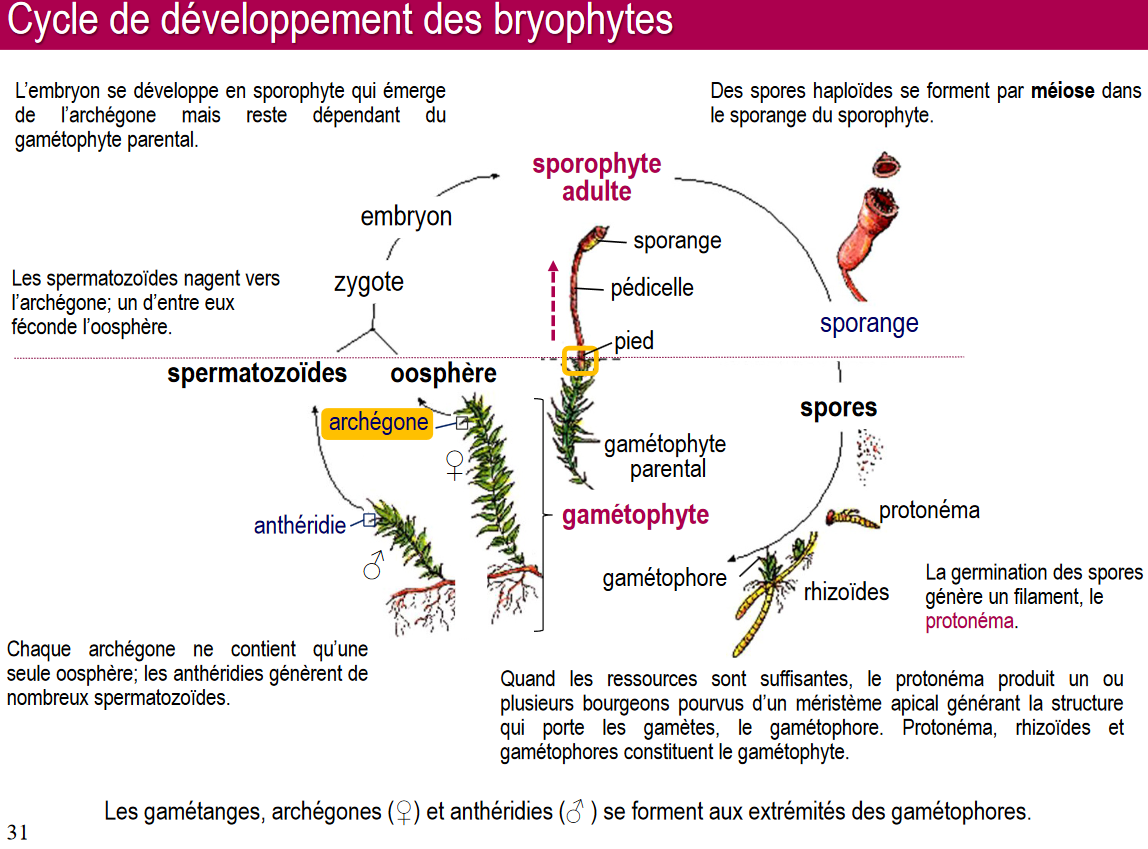 Cycle de développement des bryophytes
L'embryon se développe en sporophyte qui émerge
de l'archégone mais reste dépendant du
gamétophyte parental.
Des spores haploïdes se forment par méiose dans
le sporange du sporophyte.
sporophyte
adulte
embryon
sporange
zygote
pédicelle
Les spermatozoïdes nagent vers
l'archégone; un d'entre eux
féconde l'oosphère.
sporange
pied
spermatozoïdes
oosphère
spores
archégone
♀
gamétophyte
parental
anthéridie
♂
gamétophyte
protonéma
gamétophore
rhizoïdes
La germination des spores
génère un filament, le
protonéma.
Chaque archégone ne contient qu'une
seule oosphère; les anthéridies génèrent de
nombreux spermatozoïdes.
Quand les ressources sont suffisantes, le protonéma produit un ou
plusieurs bourgeons pourvus d'un méristème apical générant la structure
qui porte les gamètes, le gamétophore. Protonéma, rhizoïdes et
gamétophores constituent le gamétophyte.
Les gamétanges, archégones (♀) et anthéridies (♂ ) se forment aux extrémités des gamétophores.
31